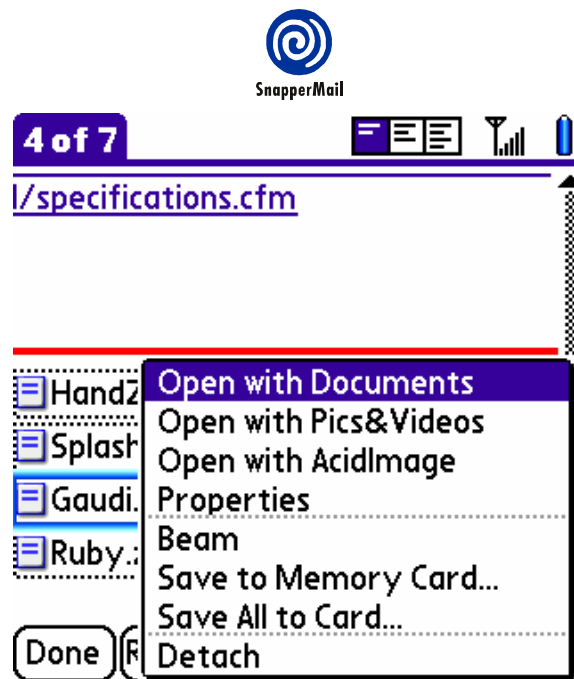 SnapperMail
4 of 7
l/specifications.cfm
HandZ
Open with Documents
Open with Pics&Videos
Splash
Open with AcidImage
Gaudi.
Properties
Ruby.z
Beam
Save to Memory Card...
Save All to Card...
Done
Detach